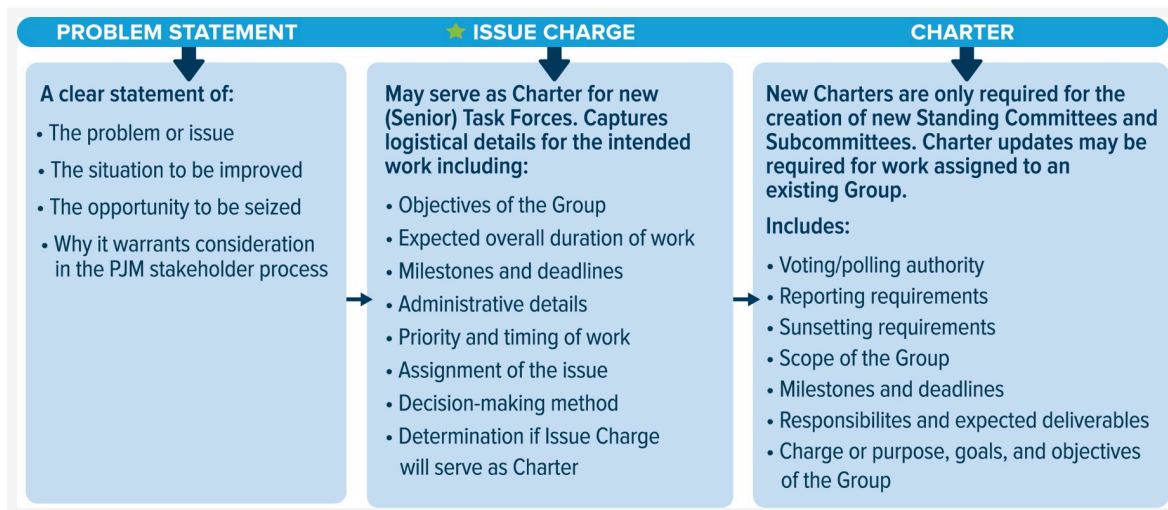 PROBLEM STATEMENT
A clear statement of:
• The problem or issue
• The situation to be improved
• The opportunity to be seized
• Why it warrants consideration
in the PJM stakeholder process
ISSUE CHARGE
May serve as Charter for new
(Senior) Task Forces. Captures
logistical details for the intended
work including:
• Objectives of the Group
• Expected overall duration of work
• Milestones and deadlines
• Administrative details
• Priority and timing of work
• Assignment of the issue
• Decision-making method
• Determination if Issue Charge
will serve as Charter
CHARTER
New Charters are only required for the
creation of new Standing Committees and
Subcommittees. Charter updates may be
required for work assigned to an
existing Group.
Includes:
• Voting/polling authority
• Reporting requirements
• Sunsetting requirements
• Scope of the Group
• Milestones and deadlines
• Responsibilites and expected deliverables
• Charge or purpose, goals, and objectives
of the Group